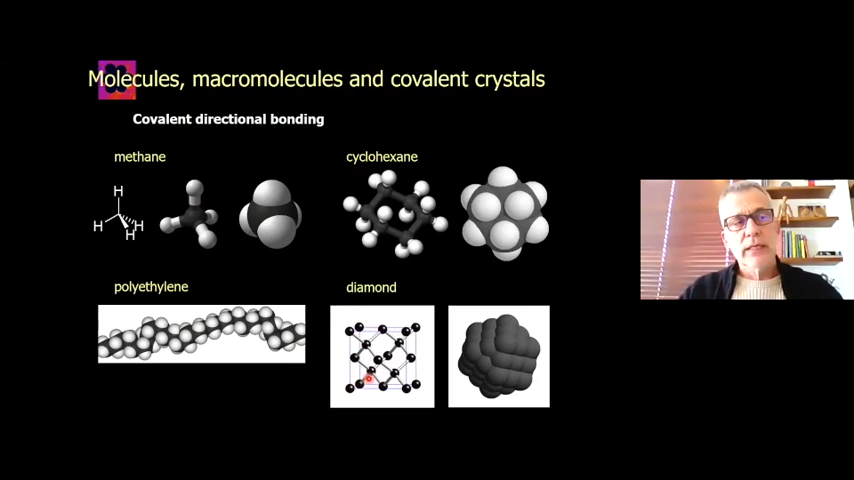 Molecules, macromolecules and covalent crystals
Covalent directional bonding
methane
cyclohexane
H
H
H
H
polyethylene
diamond